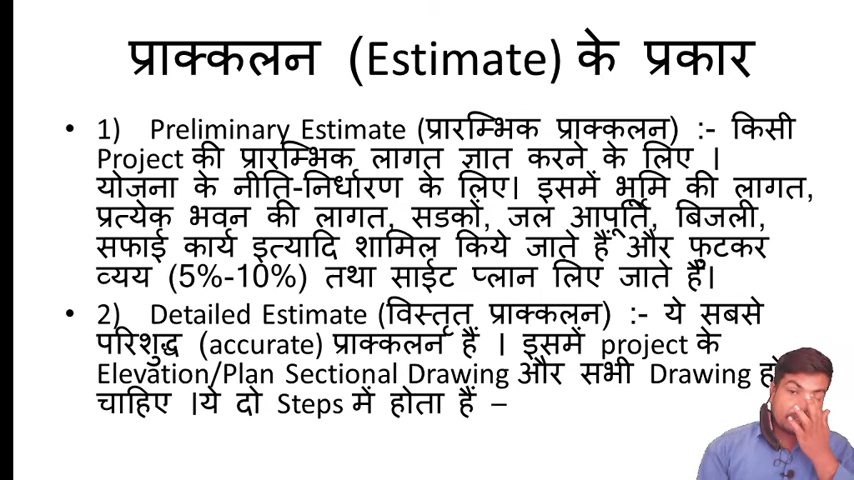 प्राक्कलन (Estimate) के प्रकार
• 1) Preliminary Estimate (प्रारम्भिक प्राक्कलन) :- किसी
Project की प्रारम्भिक लागत ज्ञात करने के लिए ।
योजना के नीति-निर्धारण के लिए। इसमें भूमि की लागत,
प्रत्येक भवन की लागत, सडकों, जल आपूर्ति, बिजली,
सफाई कार्य इत्यादि शामिल किये जाते हैं और फुटकर
व्यय (5%-10%) तथा साईट प्लान लिए जाते हैं।
• 2) Detailed Estimate (विस्तृत प्राक्कलन) :- ये सबसे
परिशुद्ध (accurate) प्राक्कलन हैं । इसमें project के
Elevation/Plan Sectional Drawing और सभी Drawing
चाहिए ।ये दो Steps में होता हैं –